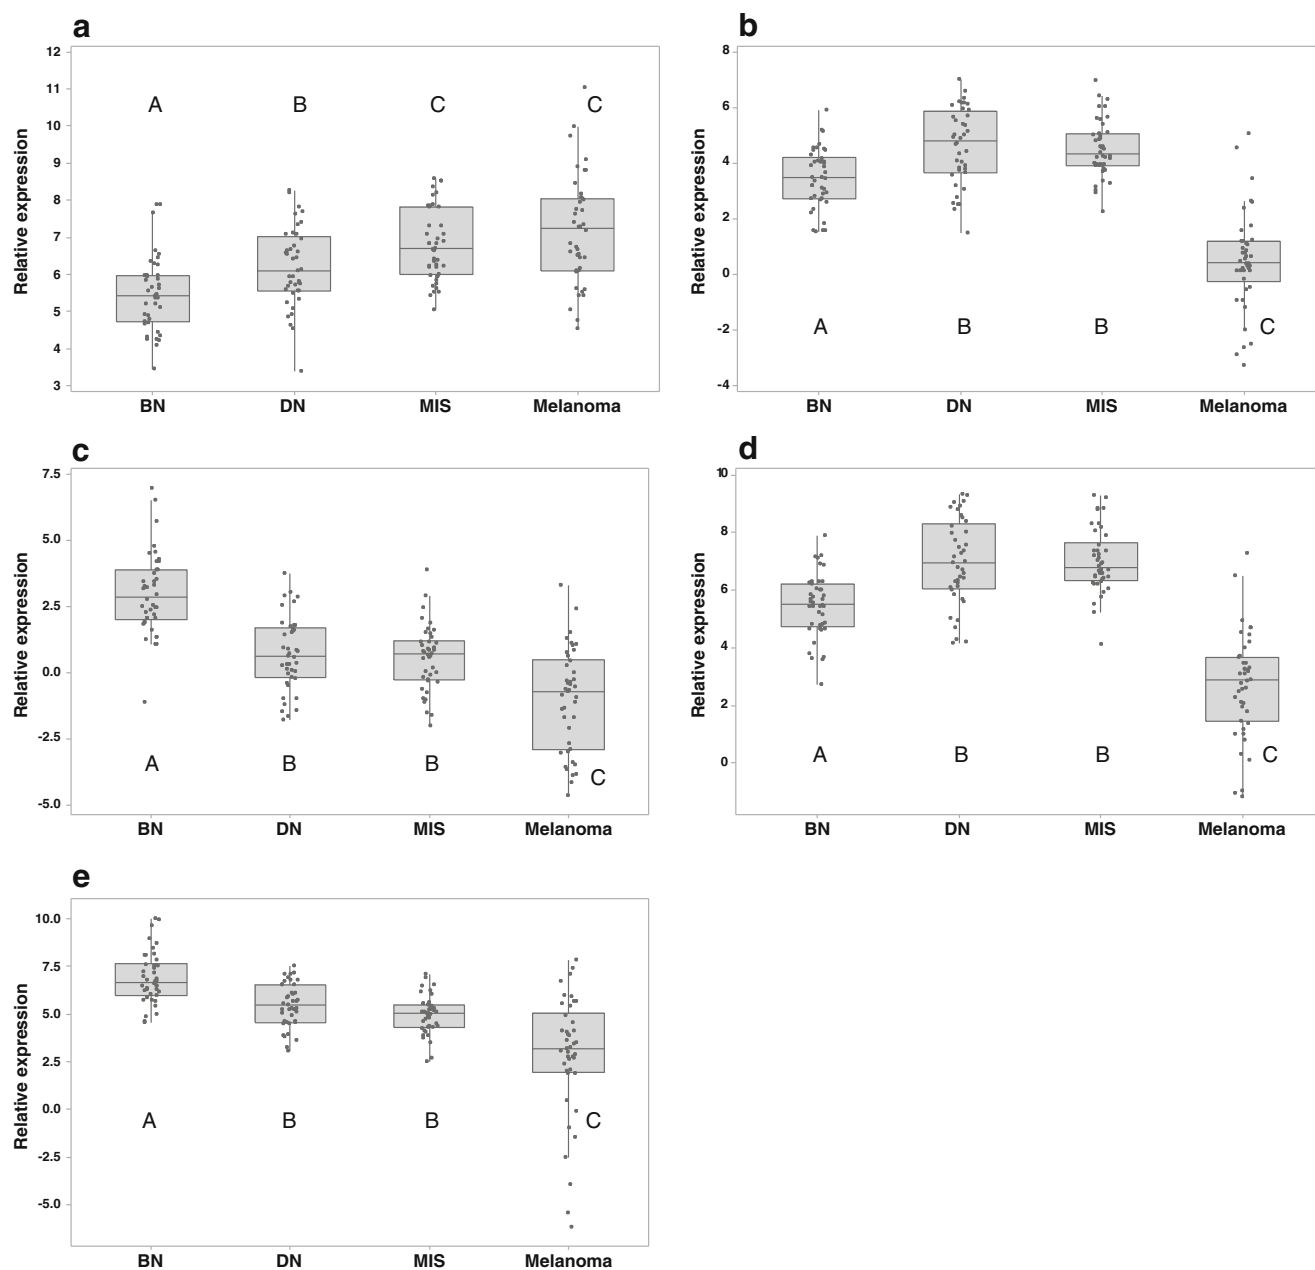 a
Relative expression
12
11
10
9
8
7
6
5
4
3
A B C C
BN DN MIS Melanoma
b
Relative expression
8
6
4
2
0
-2
-4
A B B C
BN DN MIS Melanoma
c
Relative expression
7.5
5.0
2.5
0.0
-2.5
-5.0
A B B C
BN DN MIS Melanoma
d
Relative expression
10
8
6
4
2
0
A B B C
BN DN MIS Melanoma
e
Relative expression
10.0
7.5
5.0
2.5
0.0
-2.5
-5.0
A B B C
BN DN MIS Melanoma